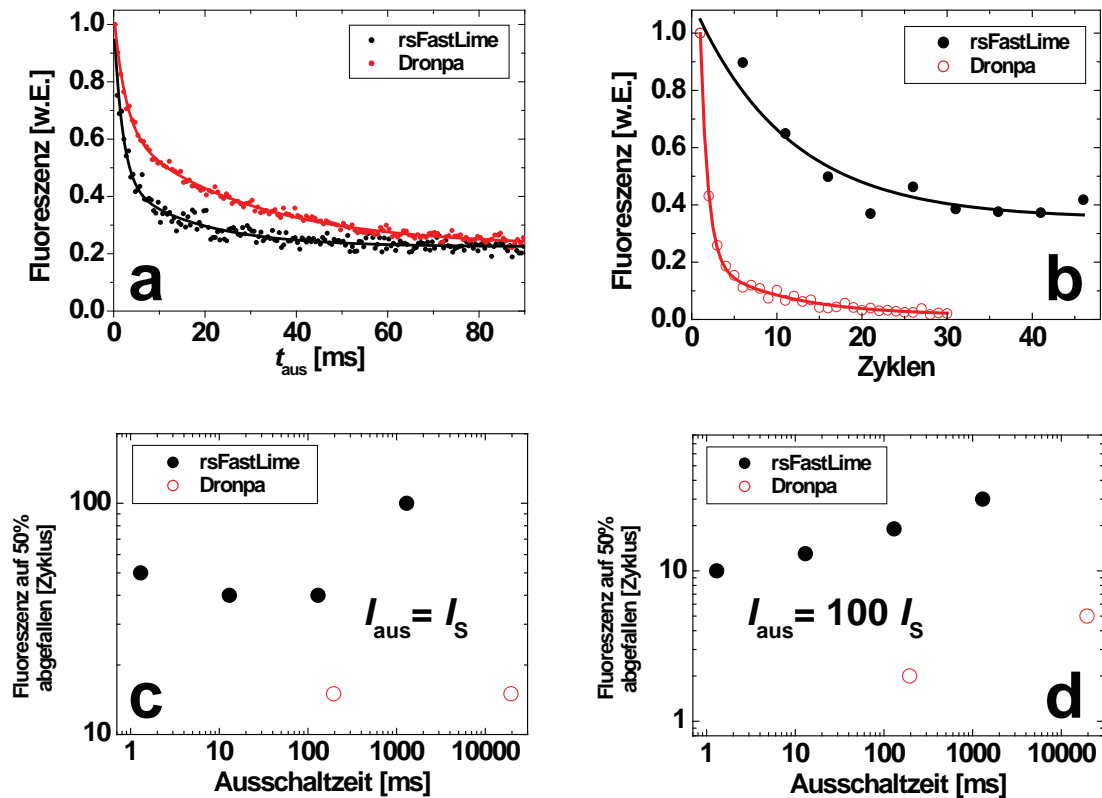 a
Fluoreszenz [w.E.]
1.0
0.8
0.6
0.4
0.2
0.0
rsFastLime
Dronpa
0 20 40 60 80
t aus [ms]
b
Fluoreszenz [w.E.]
1.0
0.8
0.6
0.4
0.2
0.0
rsFastLime
Dronpa
0 10 20 30 40
Zyklen
c
Fluoreszenz auf 50%
abgefallen [Zyklus]
100
10
rsFastLime
Dronpa
I aus = I S
1 10 100 1000 10000
Ausschaltzeit [ms]
d
Fluoreszenz auf 50%
abgefallen [Zyklus]
10
1
rsFastLime
Dronpa
I aus = 100 I S
1 10 100 1000 10000
Ausschaltzeit [ms]